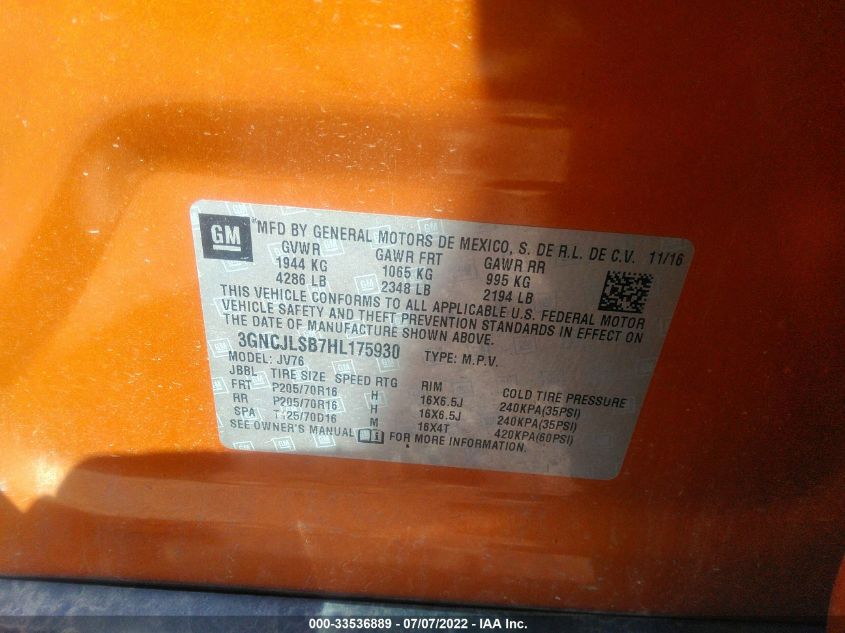 GM
MFD BY GENERAL MOTORS DE MEXICO, S. DE R.L. DE C.V. 11/16
GVWR GAWR FRT GAWR RR
1944 KG 1065 KG 995 KG
4286 LB 2348 LB 2194 LB
THIS VEHICLE CONFORMS TO ALL APPLICABLE U.S. FEDERAL MOTOR
VEHICLE SAFETY AND THEFT PREVENTION STANDARDS IN EFFECT ON
THE DATE OF MANUFACTURE SHOWN ABOVE.
3GNCJLSB7HL175930 TYPE: M.P.V.
MODEL: JV76
JBBL TIRE SIZE SPEED RTG RIM COLD TIRE PRESSURE
FRT P205/70R16 H 16X6.5J 240KPA(35PSI)
RR P205/70R16 H 16X6.5J 240KPA(35PSI)
SPA T125/70D16 M 16X4T 420KPA(60PSI)
SEE OWNER'S MANUAL FOR MORE INFORMATION.
000-33536889 - 07/07/2022 - IAA Inc.